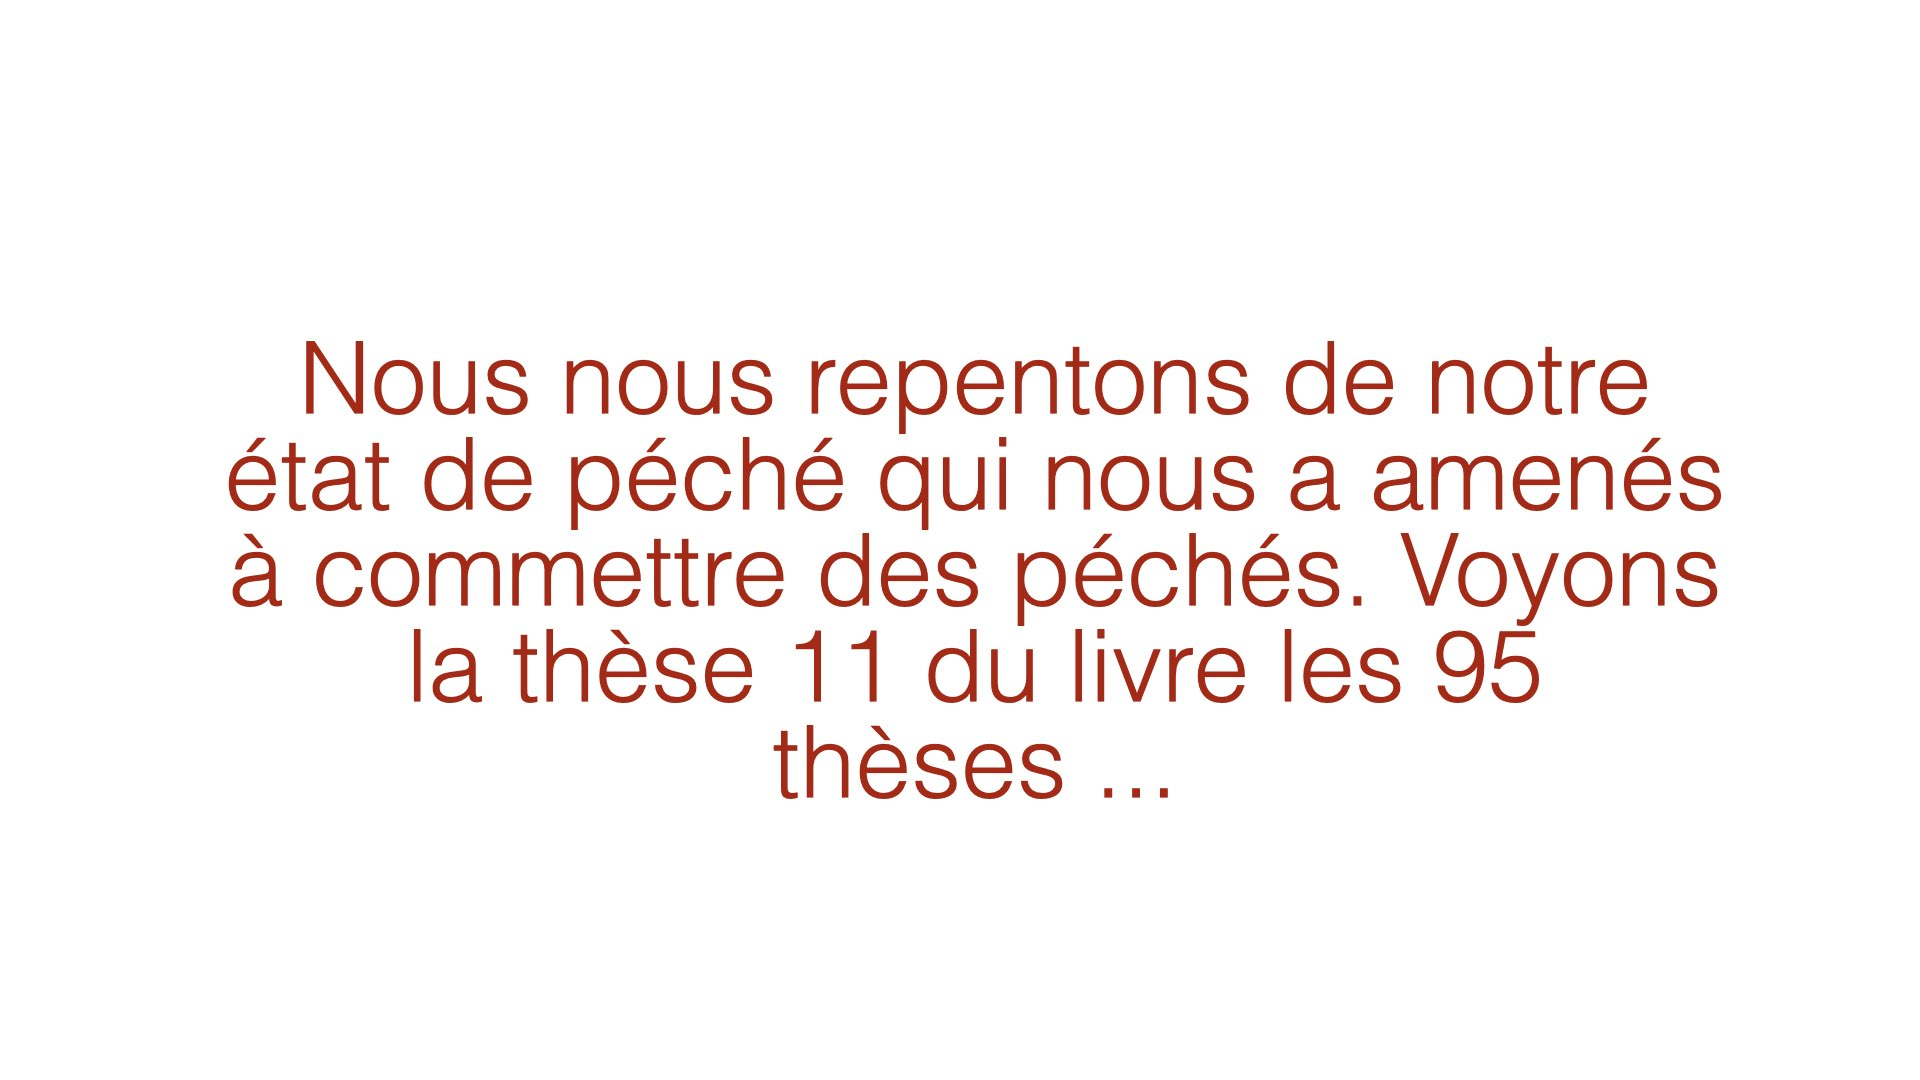 Nous nous repentons de notre
état de péché qui nous a amenés
à commettre des péchés. Voyons
la thèse 11 du livre les 95
thèses ...